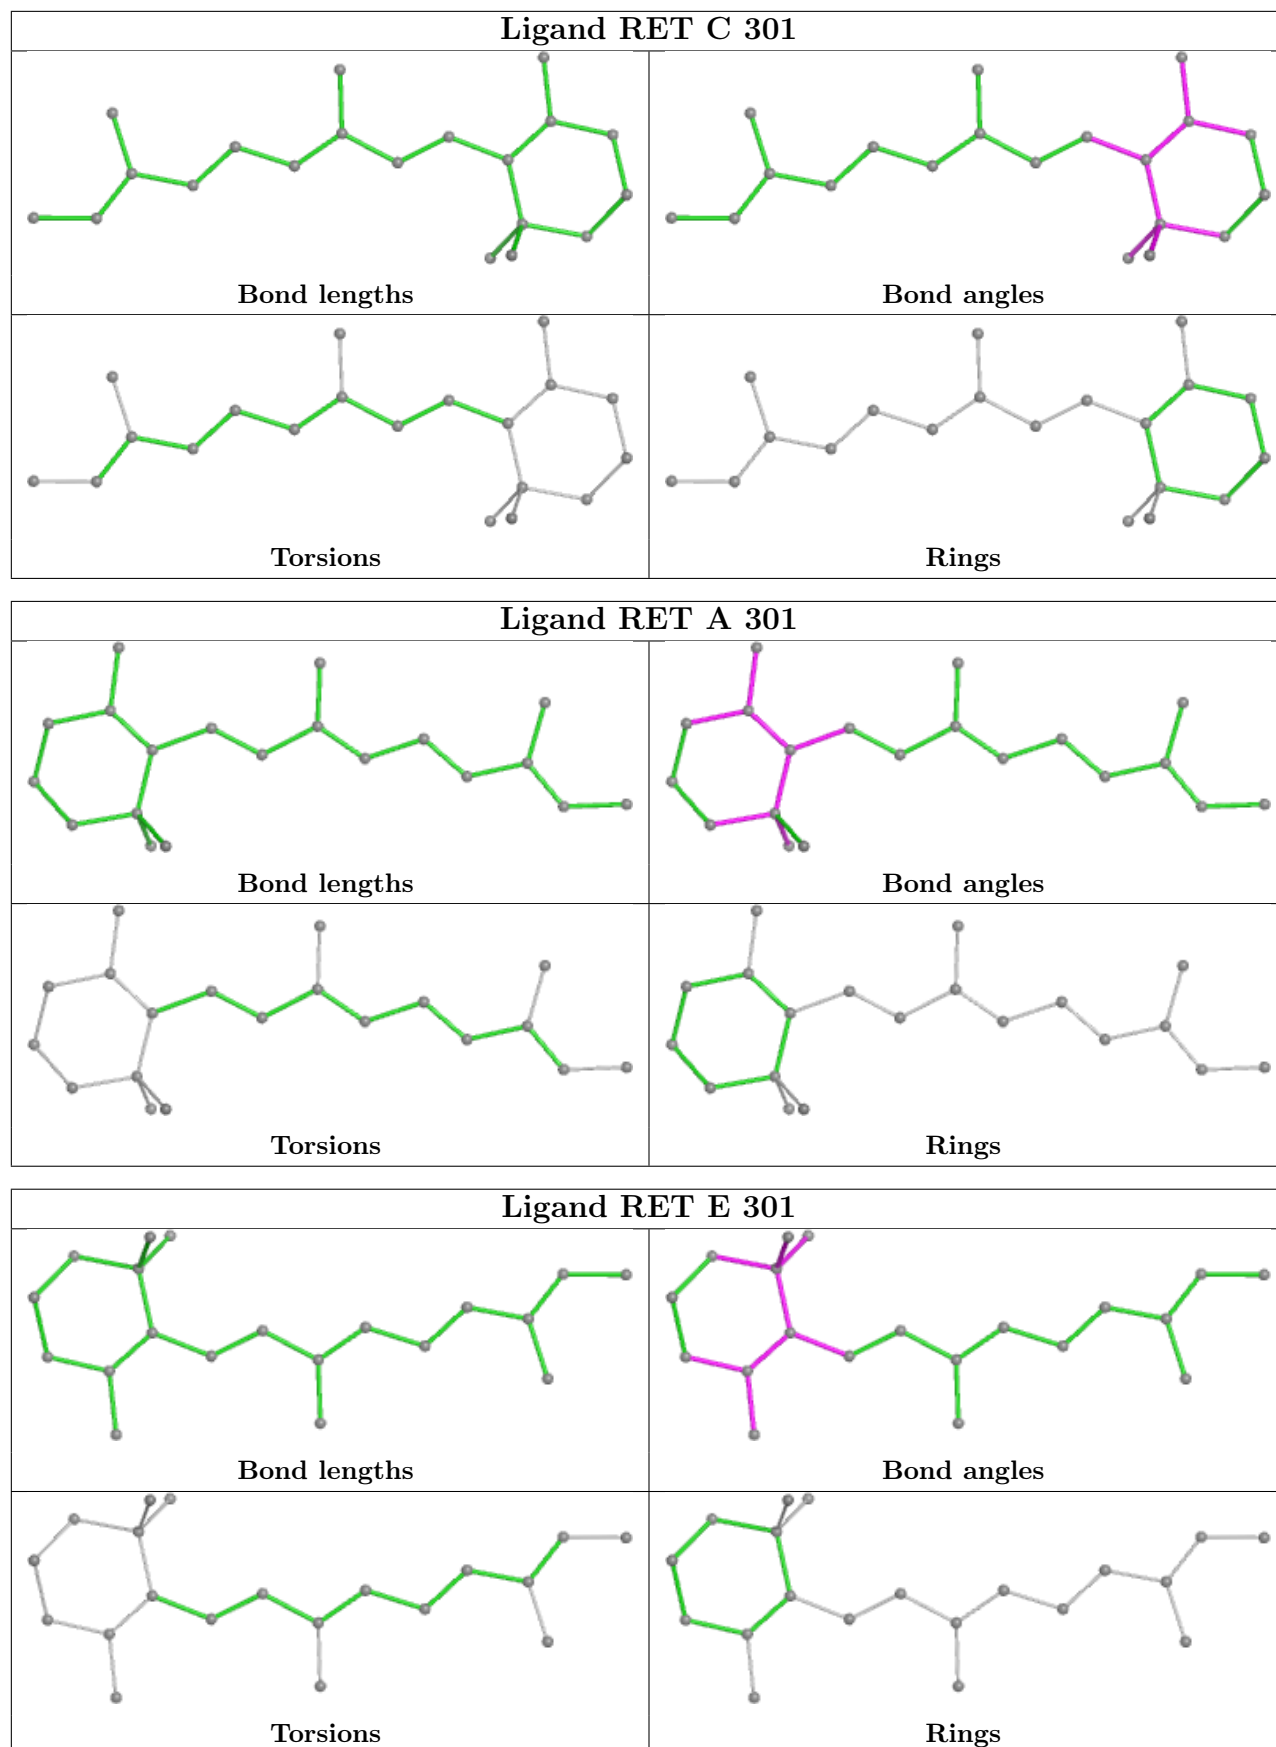 Ligand RET C 301
Bond lengths
Bond angles
Torsions
Rings
Ligand RET A 301
Bond lengths
Bond angles
Torsions
Rings
Ligand RET E 301
Bond lengths
Bond angles
Torsions
Rings